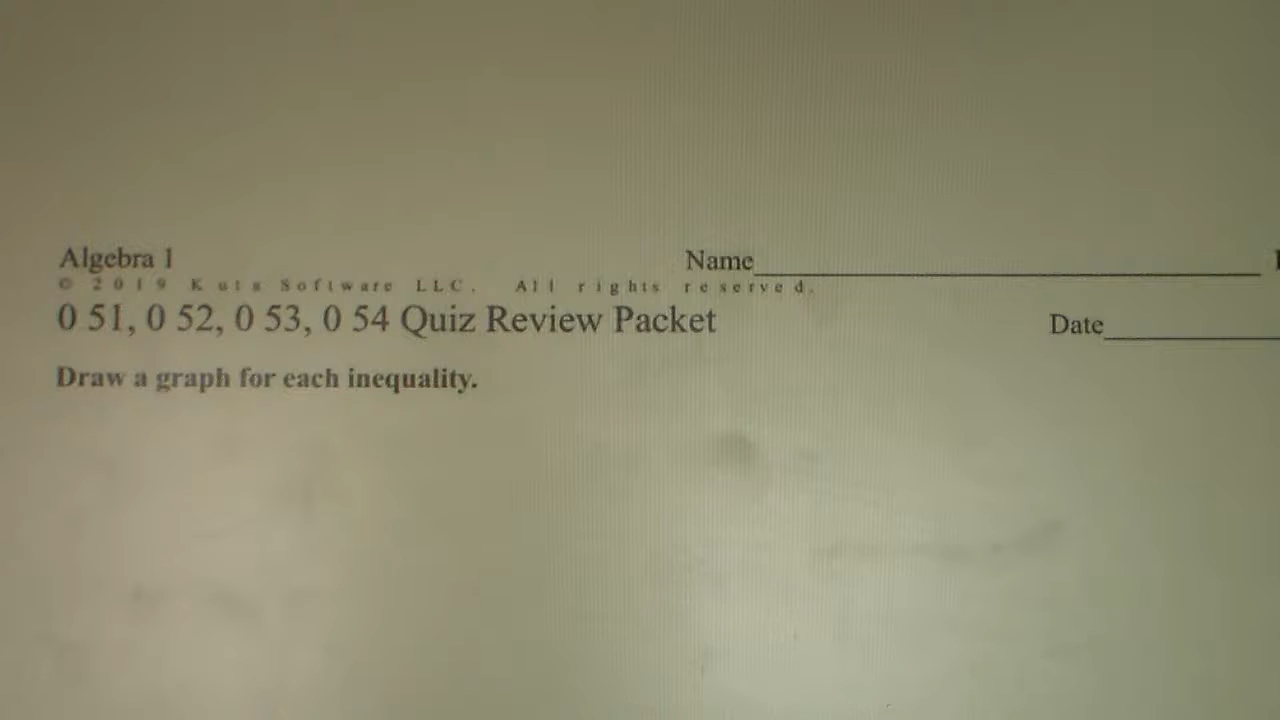 Algebra 1 Name
© 2019 Kuta Software LLC. All rights reserved.
0 51, 0 52, 0 53, 0 54 Quiz Review Packet Date
Draw a graph for each inequality.